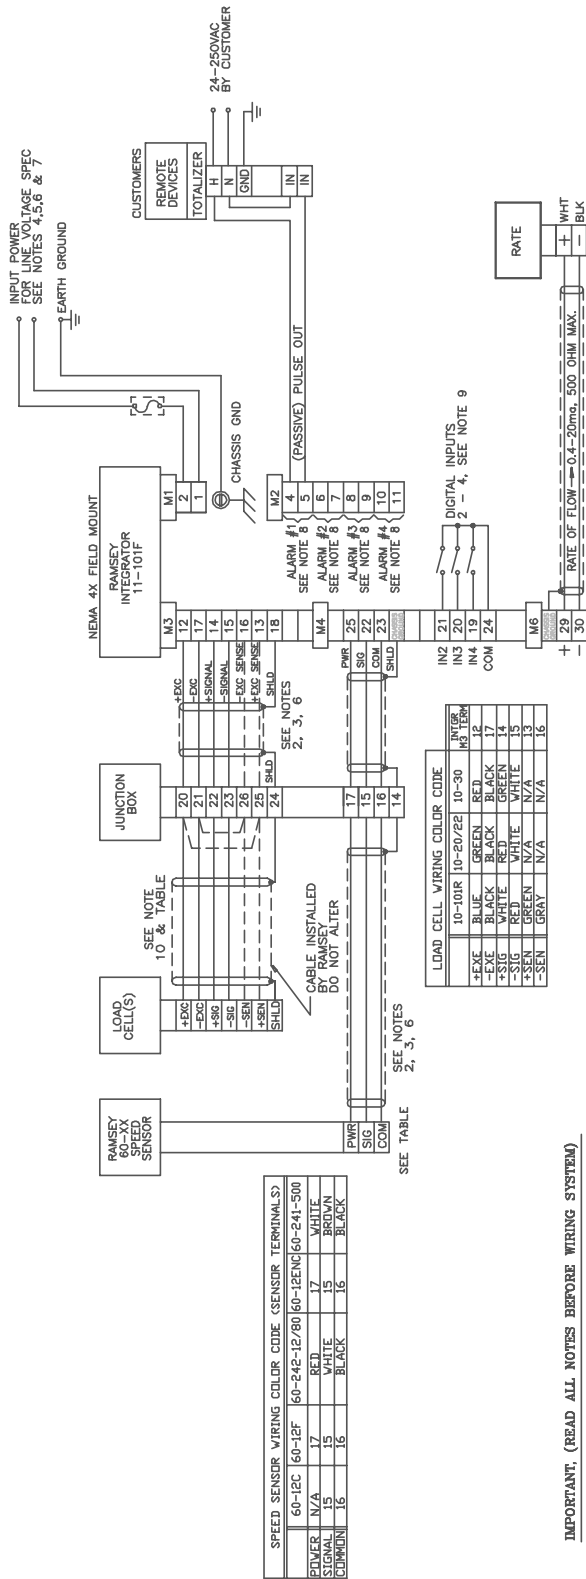 INPUT POWER
FOR LINE VOLTAGE SPEC
SEE NOTES 4,5,6 & 7
EARTH GROUND
24-250VAC
BY CUSTOMER
CUSTOMERS
REMOTE
DEVICES
TOTALIZER
H
N
GND
IN
IN
NEMA 4X FIELD MOUNT
RAMSEY
INTEGRATOR
11-101F
M1
2
1
CHASSIS GND
M2
4
5
6
7
8
9
10
11
(PASSIVE) PULSE OUT
ALARM #1
SEE NOTE 8
ALARM #2
SEE NOTE 8
ALARM #3
SEE NOTE 8
ALARM #4
SEE NOTE 8
M3
12
17
14
15
16
13
18
+EXC
-EXC
+SIGNAL
-SIGNAL
-EXC SENSE
+EXC SENSE
SHLD
SHLD
SEE NOTES
2, 3, 6
M4
25
22
23
CHASSIS
GROUND
PWR
SIG
COM
SHLD
21
20
19
24
IN2
IN3
IN4
COM
DIGITAL INPUTS
2 - 4, SEE NOTE 9
M6
CHASSIS
GROUND
29
30
+
-
RATE OF FLOW 0.4-20ma, 500 OHM MAX.
RATE
+
-
WHT
BLK
JUNCTION
BOX
20
21
22
23
26
25
24
17
15
16
14
SEE NOTE
10 & TABLE
CABLE INSTALLED
BY RAMSEY
DO NOT ALTER
LOAD
CELL(S)
+EXC
-EXC
+SIG
-SIG
-SEN
+SEN
SHLD
RAMSEY
60-XX
SPEED
SENSOR
PWR
SIG
COM
SEE TABLE
SEE NOTES
2, 3, 6
LOAD CELL WIRING COLOR CODE
10-101R 10-20/22 10-30 INTGR M3 TERM
+EXE BLUE GREEN RED 12
-EXE BLACK BLACK BLACK 17
+SIG WHITE RED GREEN 14
-SIG RED WHITE WHITE 15
+SEN GREEN N/A N/A 13
-SEN GRAY N/A N/A 16
SPEED SENSOR WIRING COLOR CODE (SENSOR TERMINALS)
60-12C 60-12F 60-242-12/80 60-12ENC 60-241-500
POWER N/A 17 RED 17 WHITE
SIGNAL 15 15 WHITE 15 BROWN
COMMON 16 16 BLACK 16 BLACK
IMPORTANT, (READ ALL NOTES BEFORE WIRING SYSTEM)